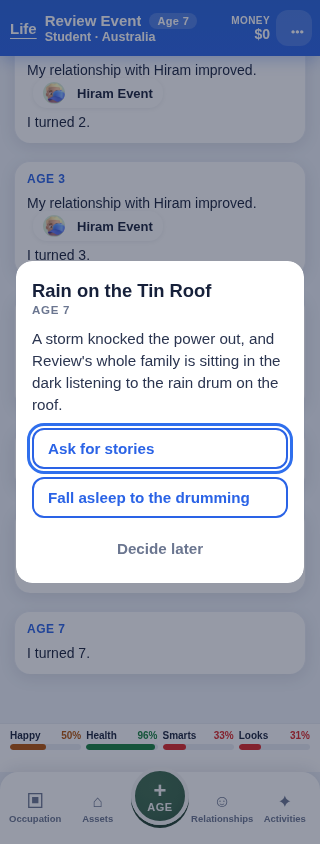 Life
Review Event Age 7
Student · Australia
MONEY
$0
...
My relationship with Hiram improved.
Hiram Event
I turned 2.
AGE 3
My relationship with Hiram improved.
Hiram Event
I turned 3.
Rain on the Tin Roof
AGE 7
A storm knocked the power out, and
Review's whole family is sitting in the
dark listening to the rain drum on the
roof.
Ask for stories
Fall asleep to the drumming
Decide later
AGE 7
I turned 7.
Happy 50% Health 96% Smarts 33% Looks 31%
+
AGE
Occupation Assets Relationships Activities